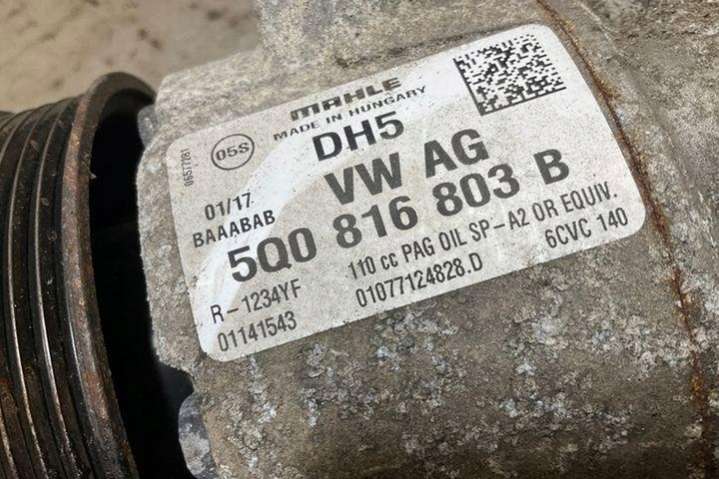 MAHLE
MADE IN HUNGARY
DH5
VW AG
5Q0 816 803 B
110 cc PAG OIL SP-A2 OR EQUIV.
01077124828.D
6CVC 140
06577781
05S
01/17
BAAABAB
R-1234YF
01141543